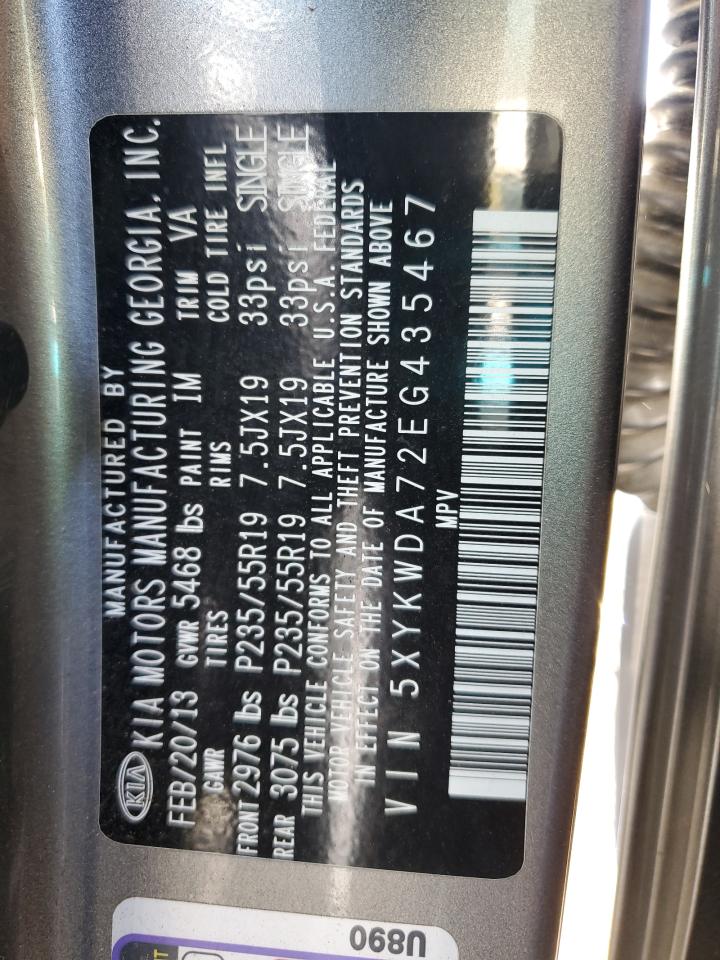 MANUFACTURED BY
KIA KIA MOTORS MANUFACTURING GEORGIA, INC.
FEB/20/13 GVWR 5468 lbs PAINT IM TRIM VA
GAWR TIRES RIMS COLD TIRE INFL
FRONT 2976 lbs P235/55R19 7.5JX19 33psi SINGLE
REAR 3075 lbs P235/55R19 7.5JX19 33psi SINGLE
THIS VEHICLE CONFORMS TO ALL APPLICABLE U.S.A. FEDERAL
MOTOR VEHICLE SAFETY AND THEFT PREVENTION STANDARDS
IN EFFECT ON THE DATE OF MANUFACTURE SHOWN ABOVE
VIN 5XYKWDA72EG435467
MPV
U890